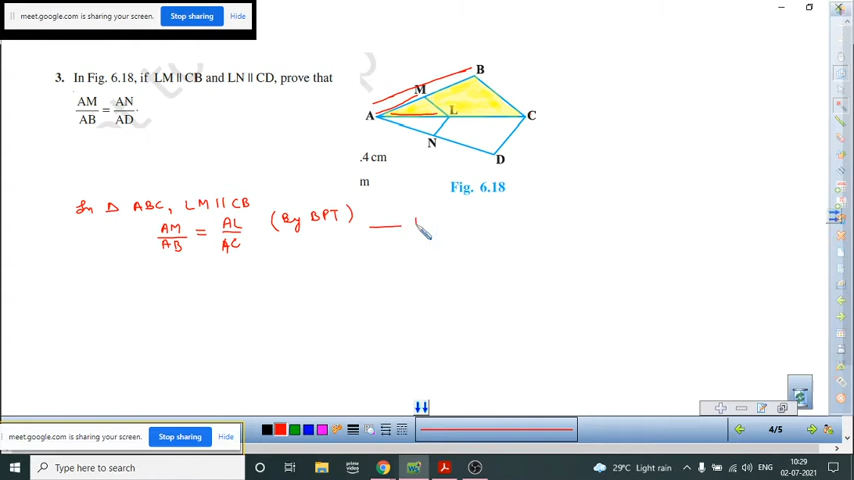 meet.google.com is sharing your screen. Stop sharing Hide
3. In Fig. 6.18, if LM || CB and LN || CD, prove that
AM/AB = AN/AD.
B
M
A
L
C
N
D
.4 cm
m
Fig. 6.18
In Δ ABC, LM || CB
AM/AB = AL/AC (By BPT) —
meet.google.com is sharing your screen. Stop sharing Hide
4/5
Type here to search
prime video
29°C Light rain
ENG
10:29
02-07-2021